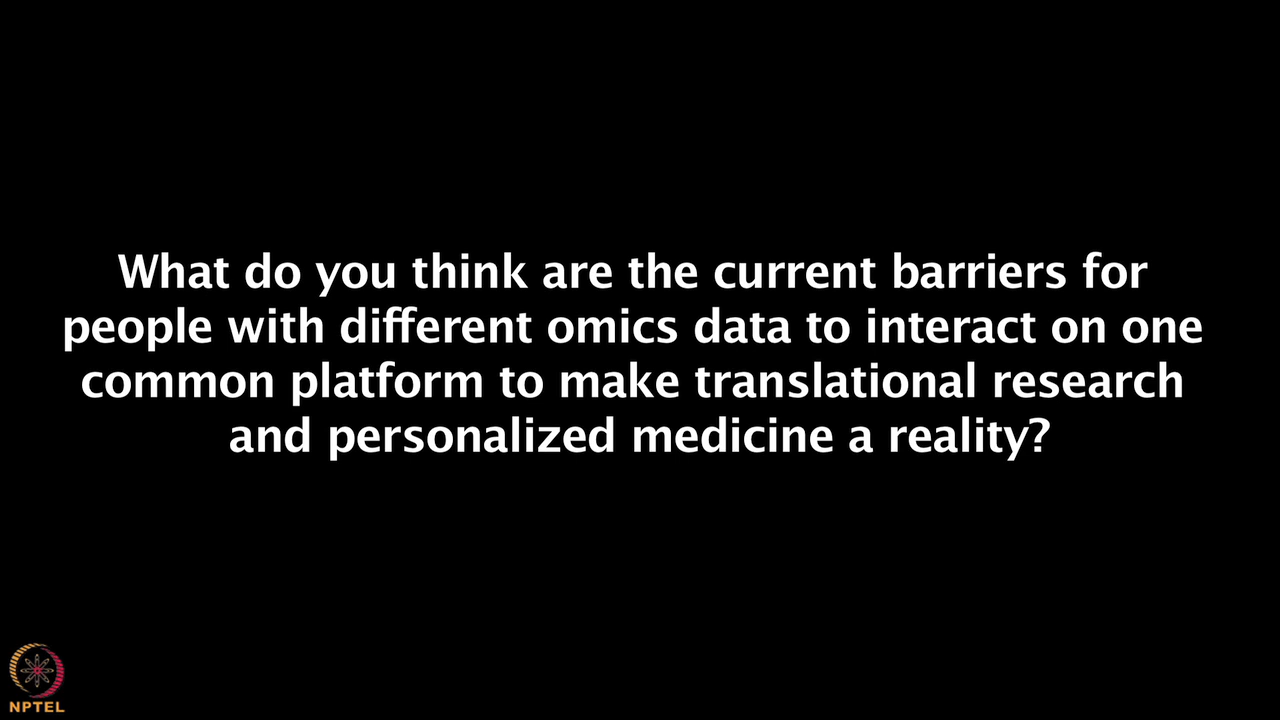 What do you think are the current barriers for
people with different omics data to interact on one
common platform to make translational research
and personalized medicine a reality?
NPTEL